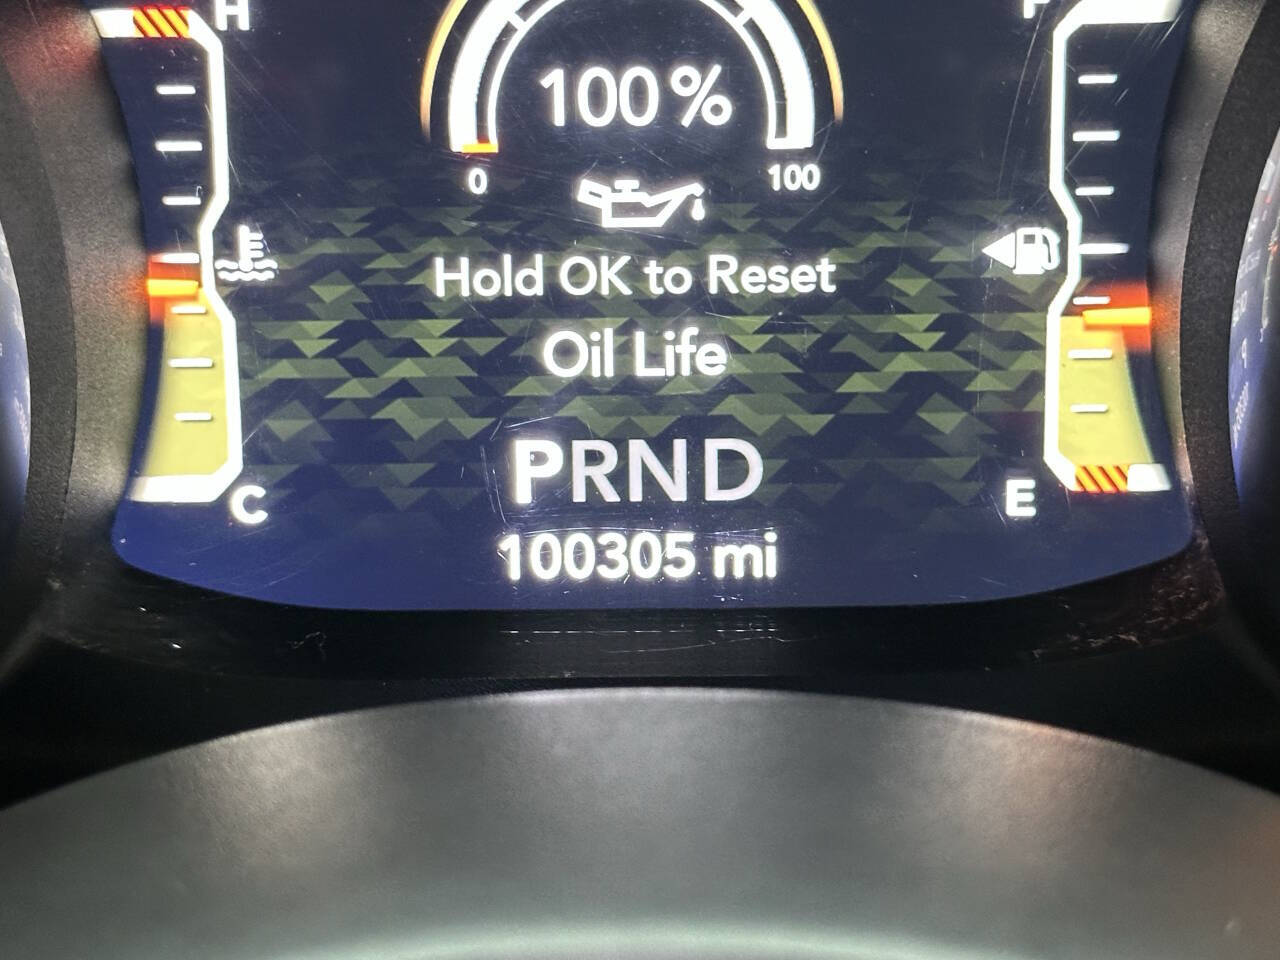 H
F
100%
0
100
Hold OK to Reset
Oil Life
PRND
C
E
100305 mi